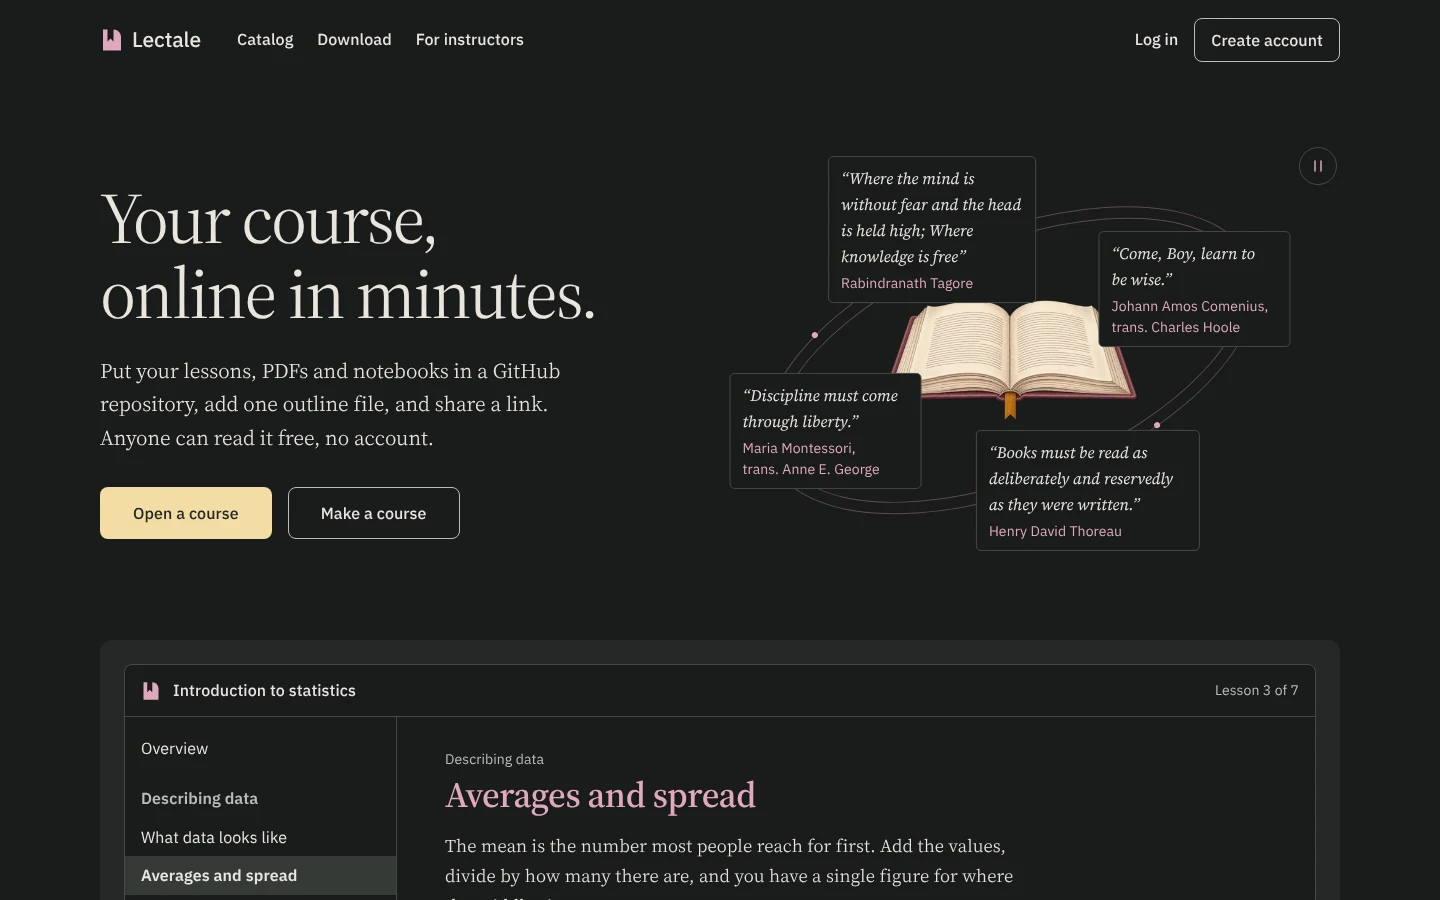 Lectale
Catalog
Download
For instructors
Log in
Create account
Your course,
online in minutes.
Put your lessons, PDFs and notebooks in a GitHub
repository, add one outline file, and share a link.
Anyone can read it free, no account.
Open a course
Make a course
“Where the mind is
without fear and the head
is held high; Where
knowledge is free”
Rabindranath Tagore
“Come, Boy, learn to
be wise.”
Johann Amos Comenius,
trans. Charles Hoole
“Discipline must come
through liberty.”
Maria Montessori,
trans. Anne E. George
“Books must be read as
deliberately and reservedly
as they were written.”
Henry David Thoreau
Introduction to statistics
Lesson 3 of 7
Overview
Describing data
What data looks like
Averages and spread
Describing data
Averages and spread
The mean is the number most people reach for first. Add the values,
divide by how many there are, and you have a single figure for where